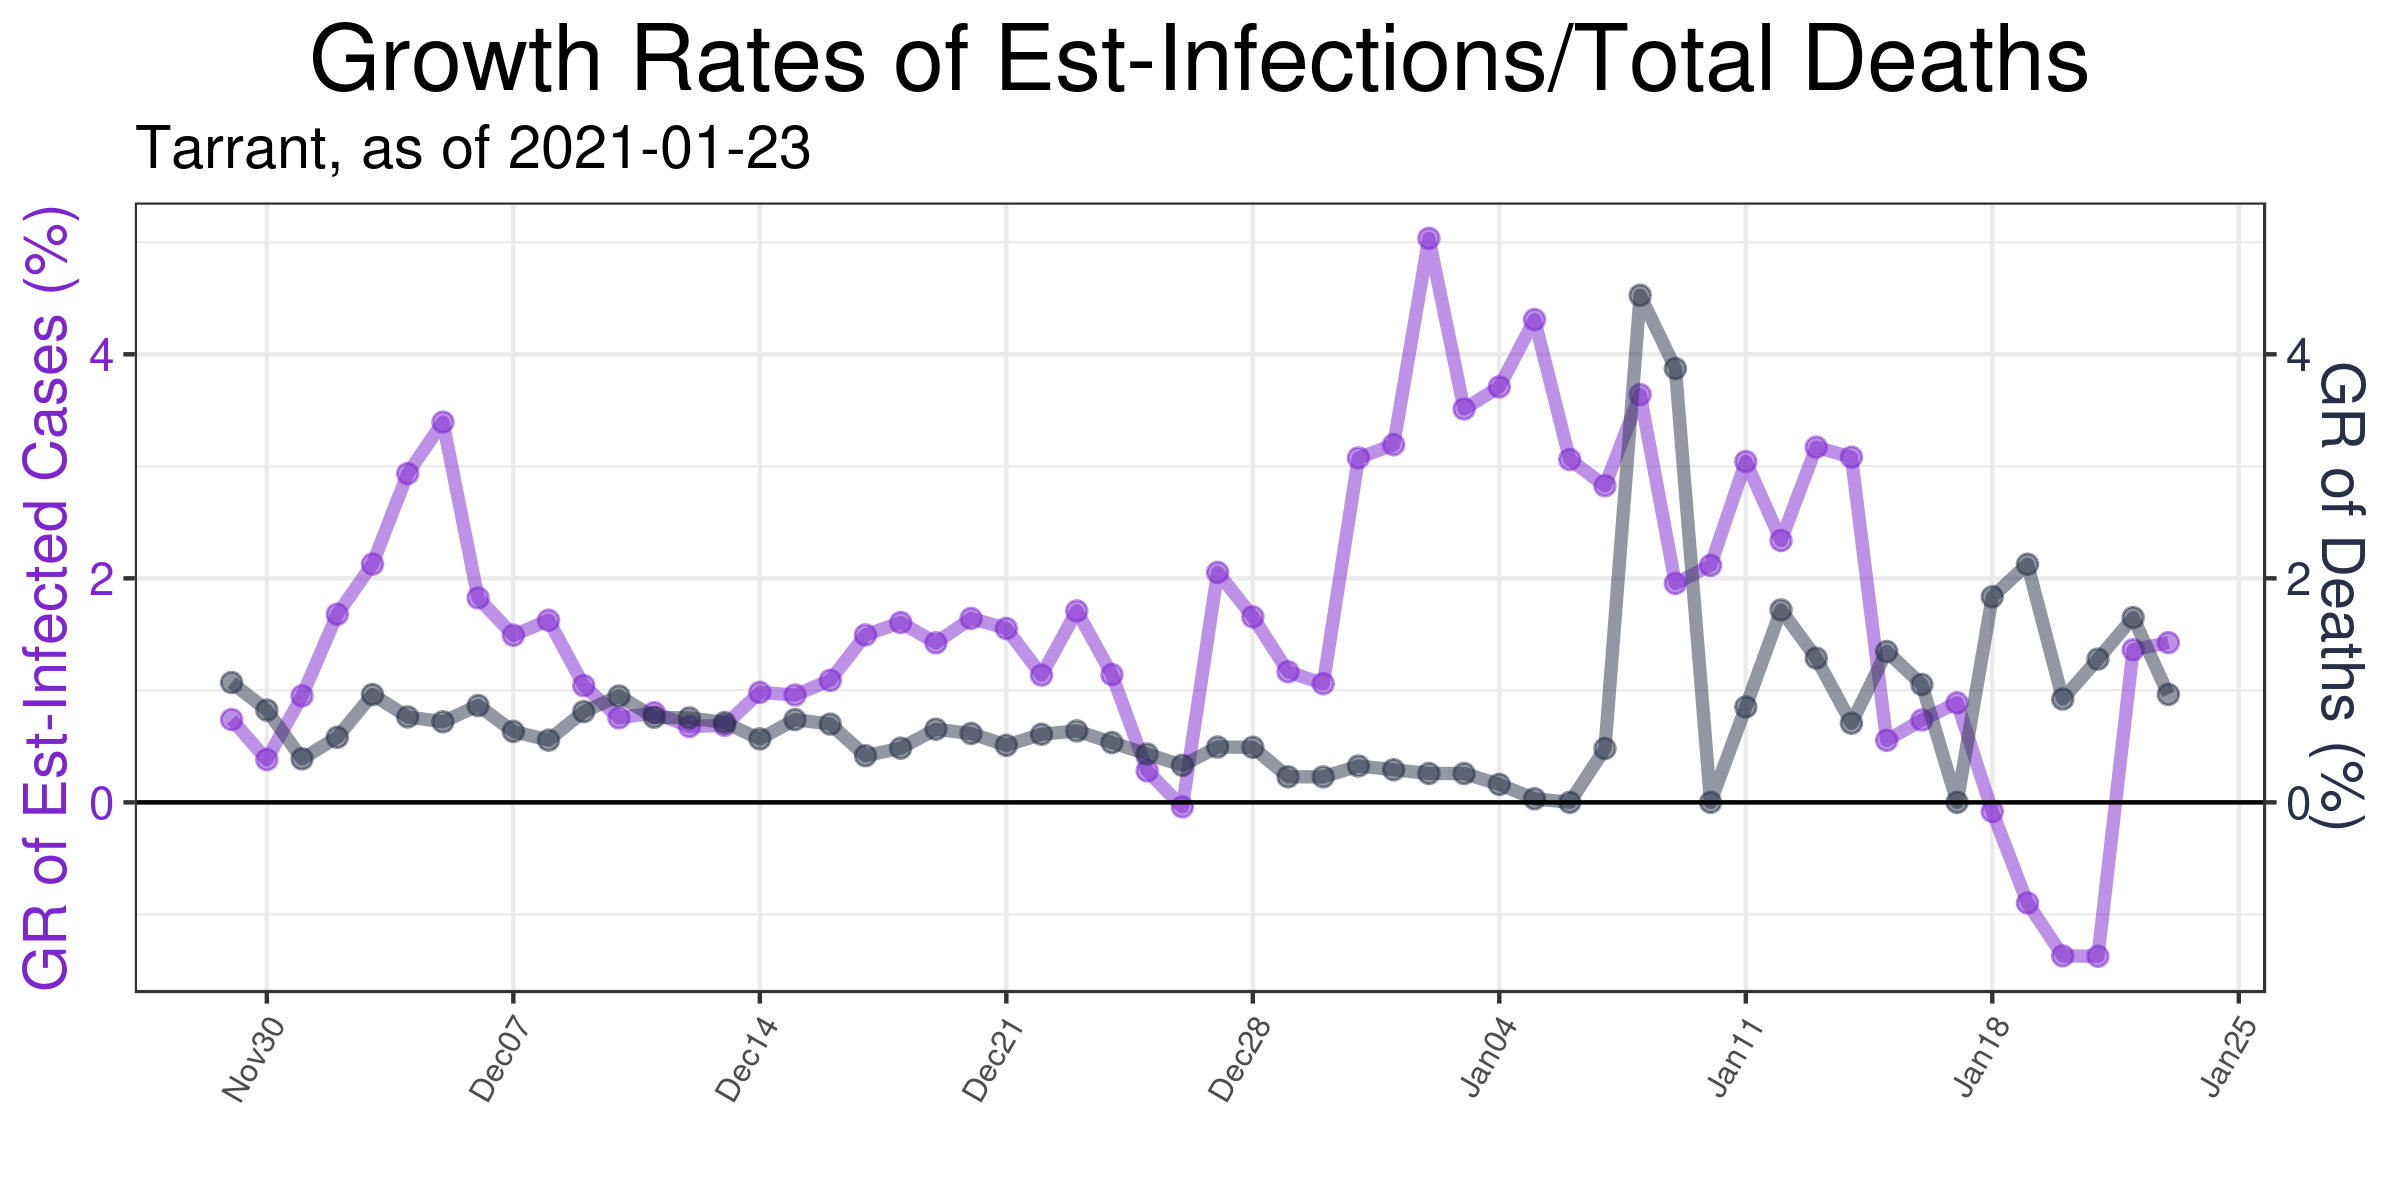 Growth Rates of Est-Infections/Total Deaths
Tarrant, as of 2021-01-23
GR of Est-Infected Cases (%)
4
2
0
4
2
0
GR of Deaths (%)
Nov30
Dec07
Dec14
Dec21
Dec28
Jan04
Jan11
Jan18
Jan25